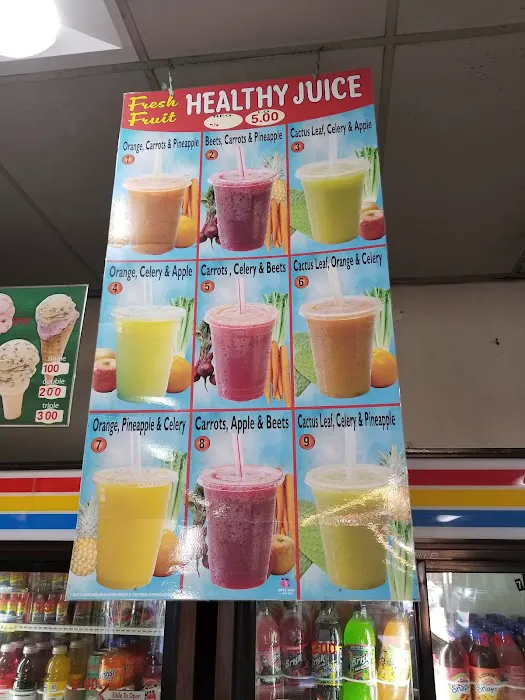 Fresh
Fruit
HEALTHY JUICE
5.00
Orange, Carrots & Pineapple
1
Beets, Carrots & Pineapple
2
Cactus Leaf, Celery & Apple
3
Orange, Celery & Apple
4
Carrots , Celery & Beets
5
Cactus Leaf, Orange & Celery
6
Orange, Pineapple & Celery
7
Carrots, Apple & Beets
8
Cactus Leaf, Celery & Pineapple
9
single
100
double
200
triple
300
Snapple